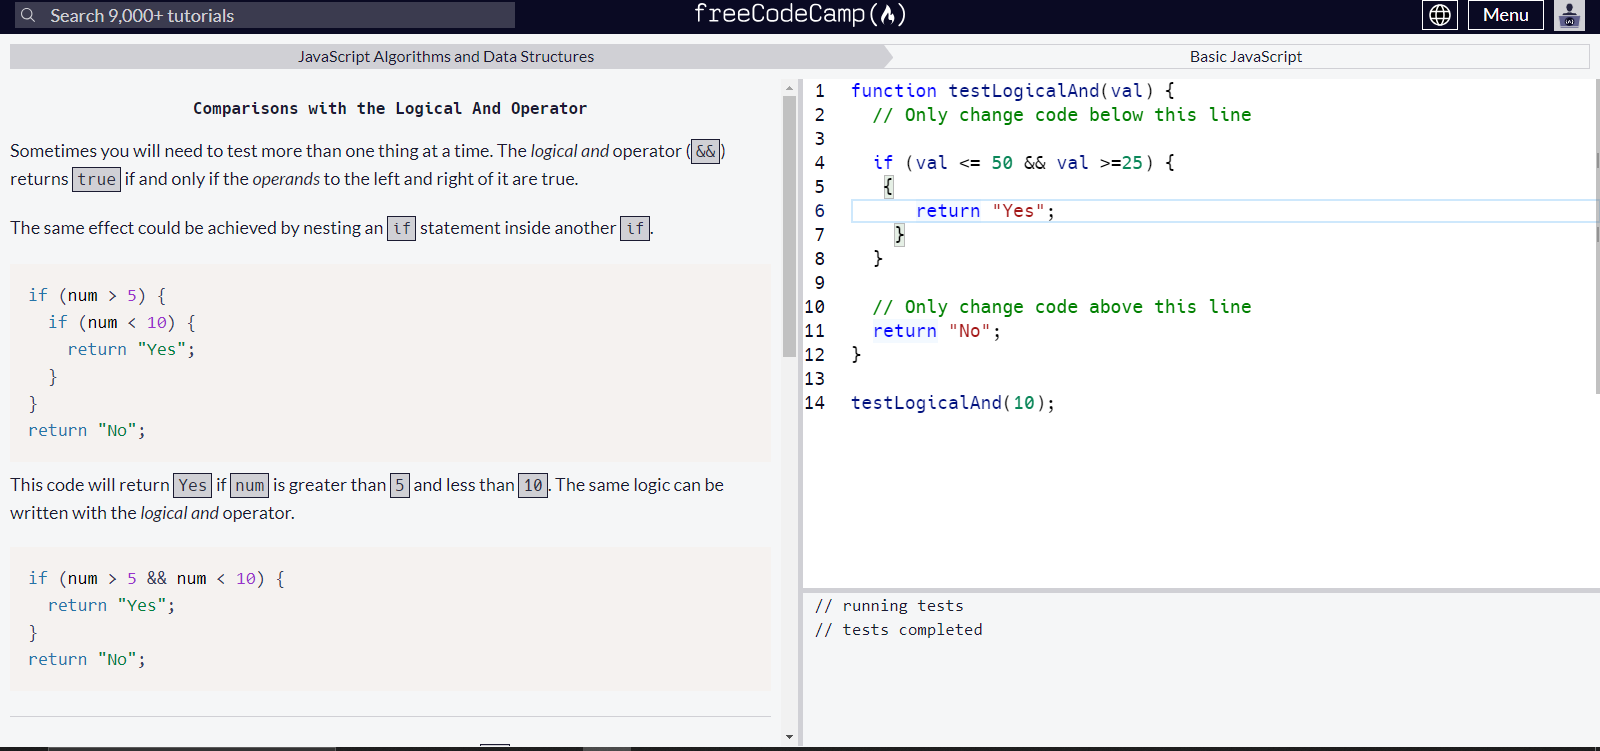 Search 9,000+ tutorials
freeCodeCamp
Menu
JavaScript Algorithms and Data Structures
Basic JavaScript
Comparisons with the Logical And Operator
Sometimes you will need to test more than one thing at a time. The logical and operator (&&)
returns true if and only if the operands to the left and right of it are true.
The same effect could be achieved by nesting an if statement inside another if.
if (num > 5) {
  if (num < 10) {
    return "Yes";
  }
}
return "No";
This code will return Yes if num is greater than 5 and less than 10. The same logic can be
written with the logical and operator.
if (num > 5 && num < 10) {
  return "Yes";
}
return "No";
1 function testLogicalAnd(val) {
2   // Only change code below this line
3
4   if (val <= 50 && val >=25) {
5    {
6       return "Yes";
7     }
8   }
9
10   // Only change code above this line
11   return "No";
12 }
13
14 testLogicalAnd(10);
// running tests
// tests completed